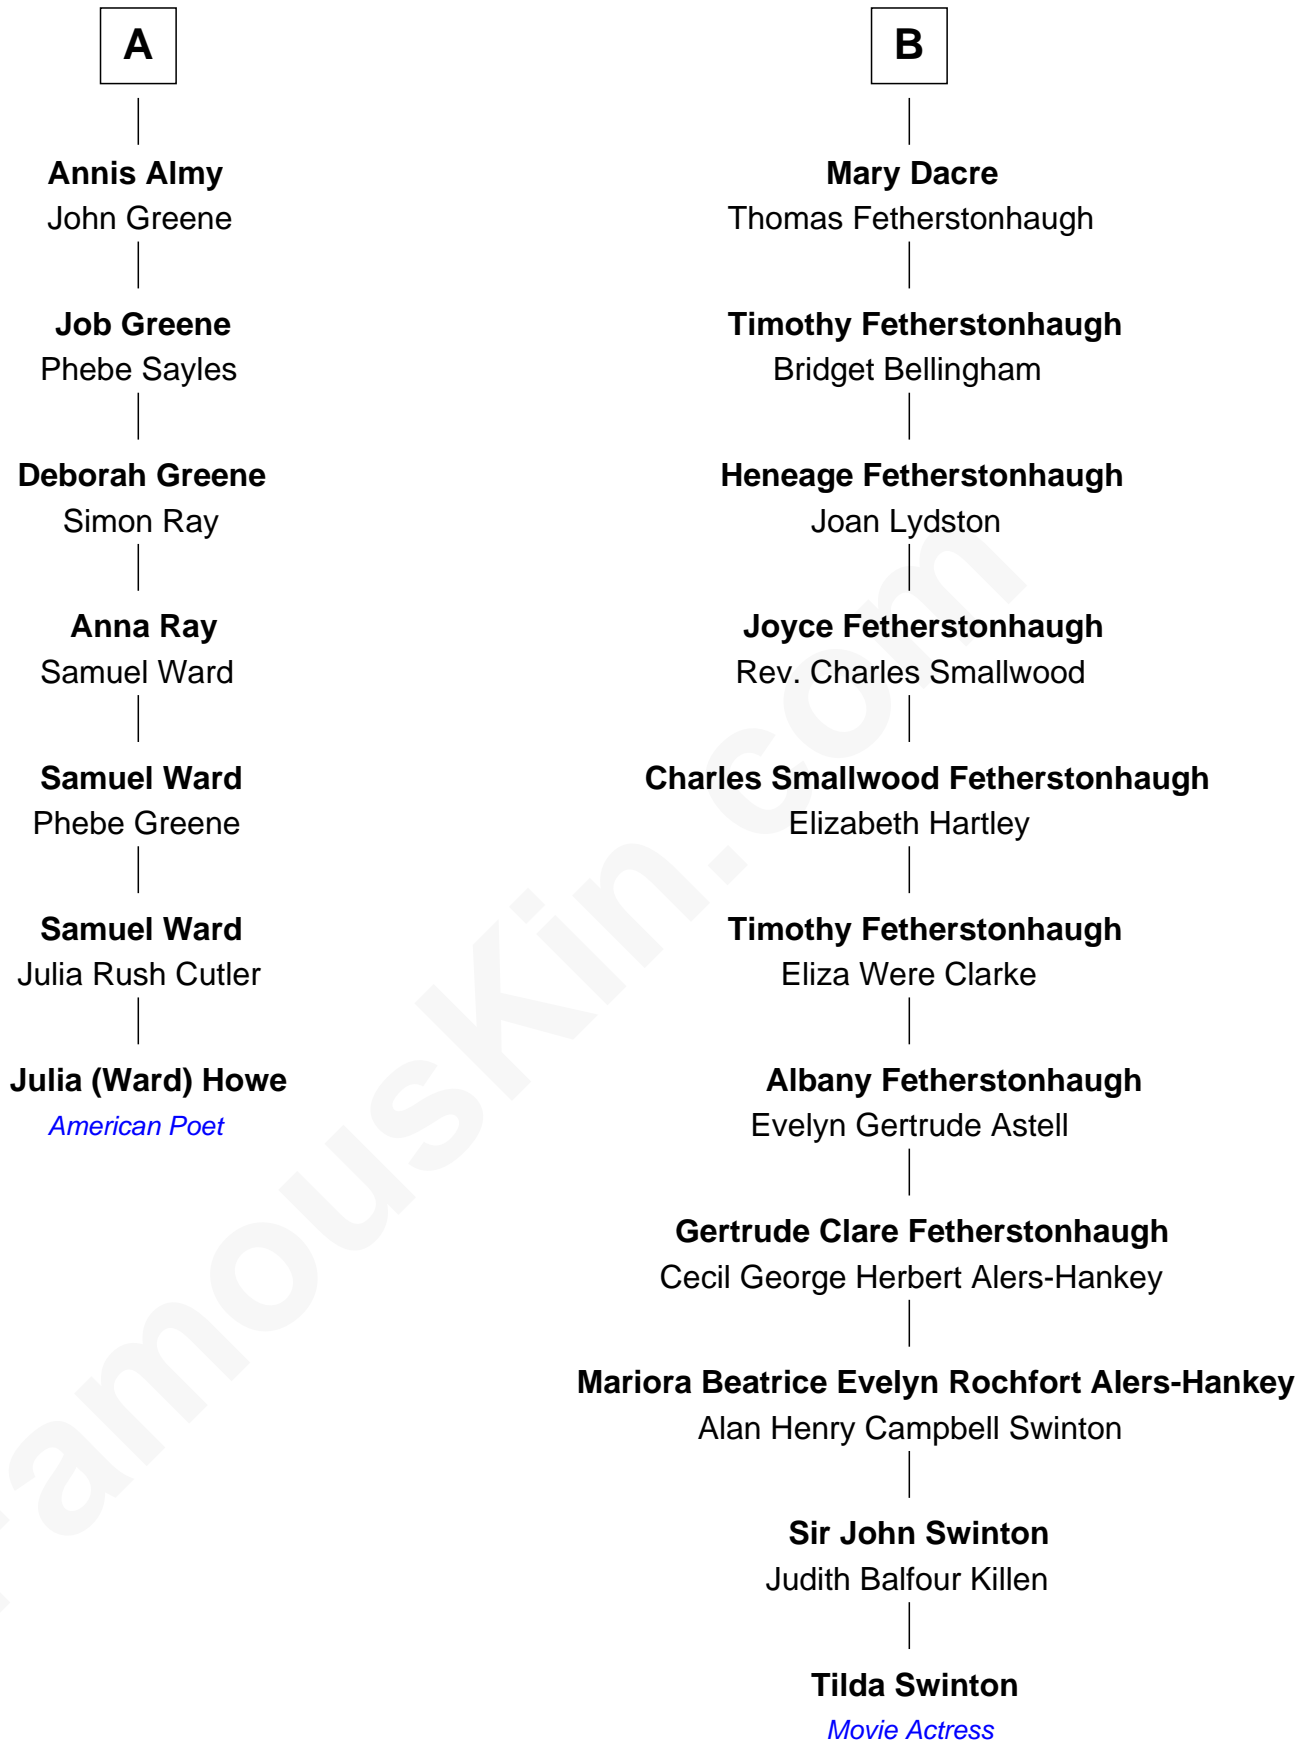 A
Annis Almy
John Greene
Job Greene
Phebe Sayles
Deborah Greene
Simon Ray
Anna Ray
Samuel Ward
Samuel Ward
Phebe Greene
Samuel Ward
Julia Rush Cutler
Julia (Ward) Howe
American Poet
B
Mary Dacre
Thomas Fetherstonhaugh
Timothy Fetherstonhaugh
Bridget Bellingham
Heneage Fetherstonhaugh
Joan Lydston
Joyce Fetherstonhaugh
Rev. Charles Smallwood
Charles Smallwood Fetherstonhaugh
Elizabeth Hartley
Timothy Fetherstonhaugh
Eliza Were Clarke
Albany Fetherstonhaugh
Evelyn Gertrude Astell
Gertrude Clare Fetherstonhaugh
Cecil George Herbert Alers-Hankey
Mariora Beatrice Evelyn Rochfort Alers-Hankey
Alan Henry Campbell Swinton
Sir John Swinton
Judith Balfour Killen
Tilda Swinton
Movie Actress
FamousKin.com